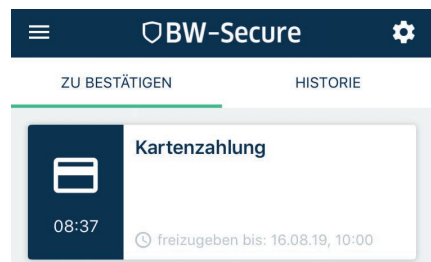 BW-Secure
ZU BESTÄTIGEN
HISTORIE
Kartenzahlung
08:37
freizugeben bis: 16.08.19, 10:00